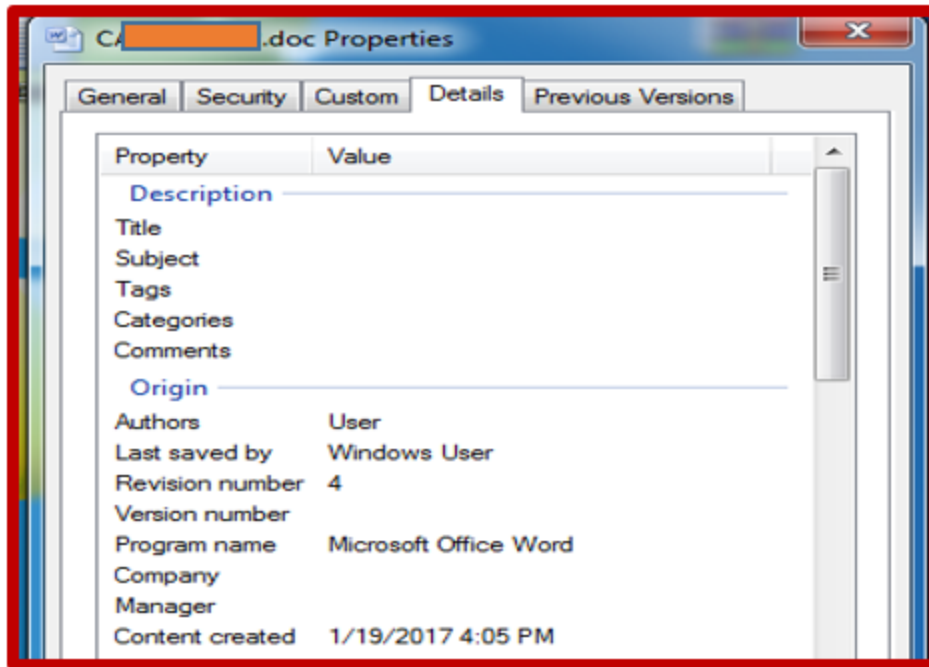 CA .doc Properties
General Security Custom Details Previous Versions
Property Value
Description
Title
Subject
Tags
Categories
Comments
Origin
Authors User
Last saved by Windows User
Revision number 4
Version number
Program name Microsoft Office Word
Company
Manager
Content created 1/19/2017 4:05 PM